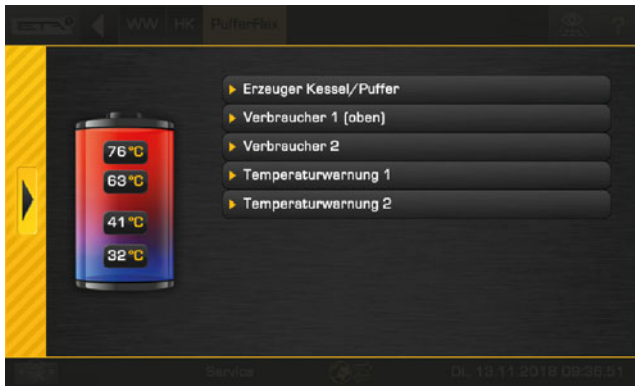 ETA
WW HK PufferFlex
?
Erzeuger Kessel/Puffer
Verbraucher 1 (oben)
Verbraucher 2
Temperaturwarnung 1
Temperaturwarnung 2
76 °C
63 °C
41 °C
32 °C
Service
Di., 13.11.2018 09:36:51